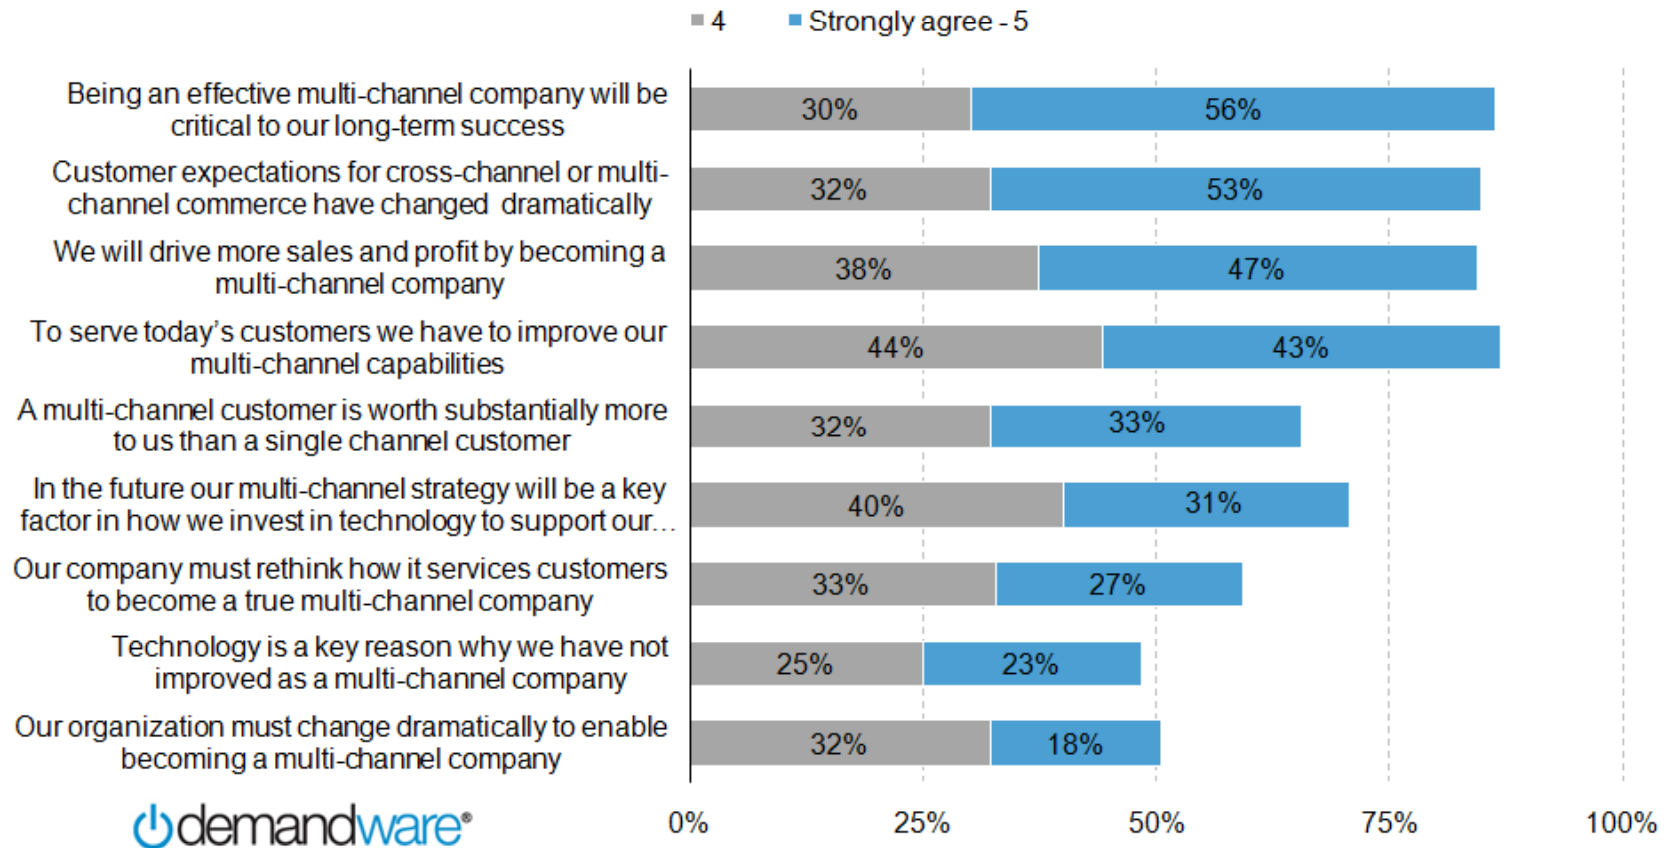 4 Strongly agree - 5
Being an effective multi-channel company will be
critical to our long-term success
30% 56%
Customer expectations for cross-channel or multi-
channel commerce have changed dramatically
32% 53%
We will drive more sales and profit by becoming a
multi-channel company
38% 47%
To serve today's customers we have to improve our
multi-channel capabilities
44% 43%
A multi-channel customer is worth substantially more
to us than a single channel customer
32% 33%
In the future our multi-channel strategy will be a key
factor in how we invest in technology to support our…
40% 31%
Our company must rethink how it services customers
to become a true multi-channel company
33% 27%
Technology is a key reason why we have not
improved as a multi-channel company
25% 23%
Our organization must change dramatically to enable
becoming a multi-channel company
32% 18%
0% 25% 50% 75% 100%
demandware®